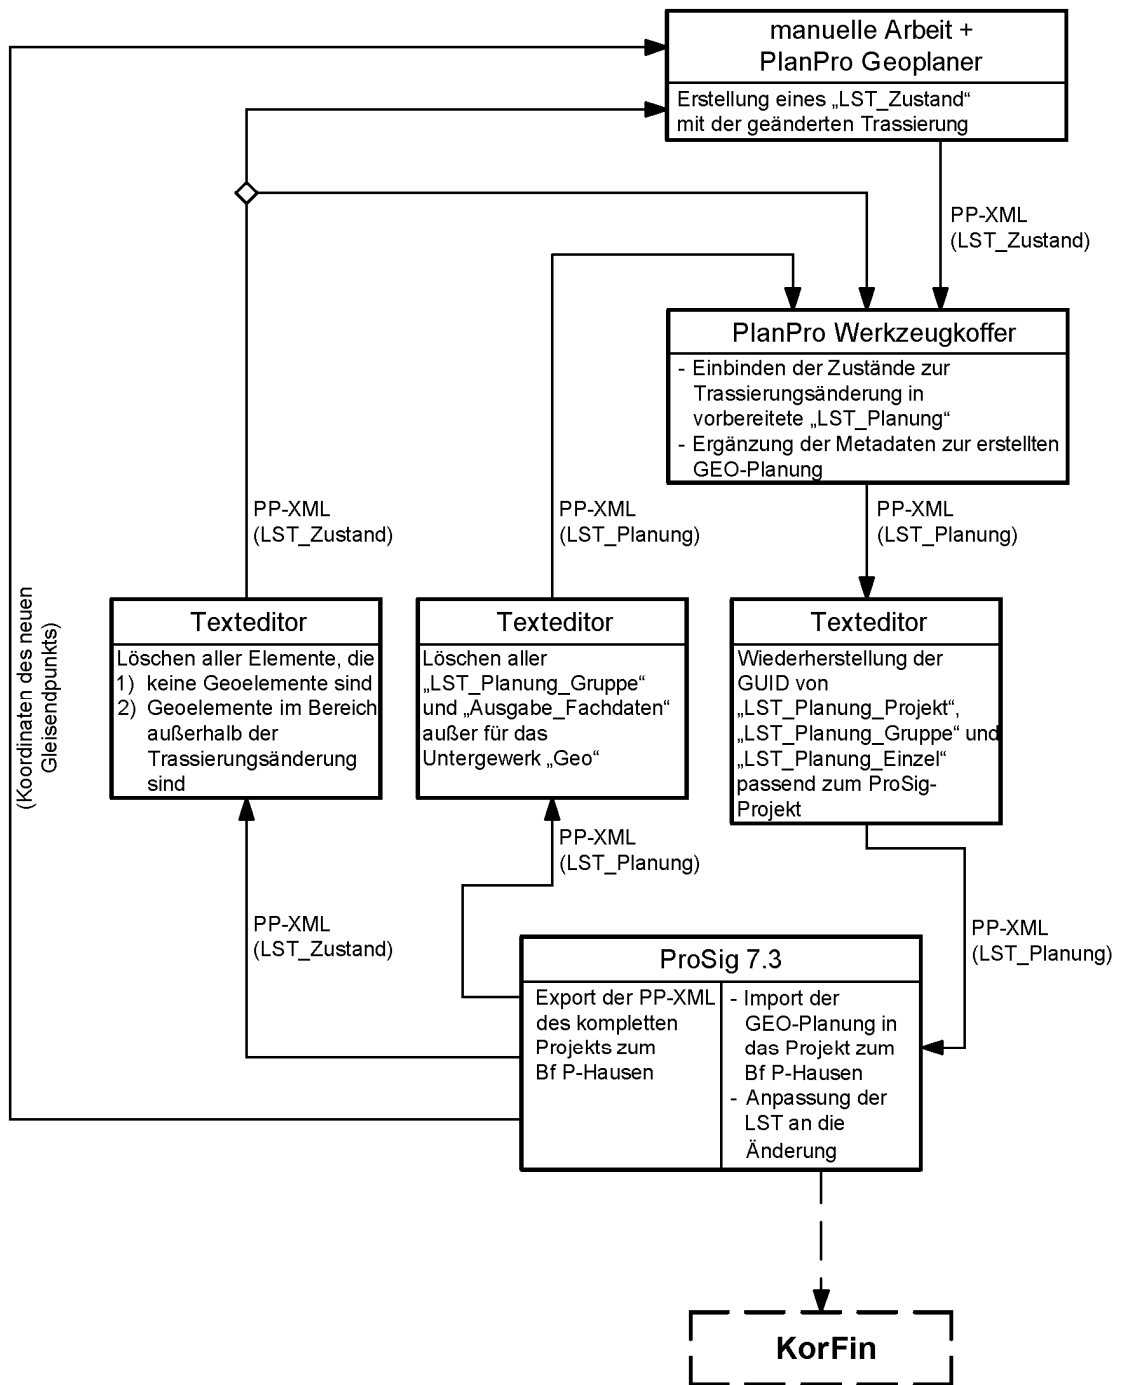 manuelle Arbeit +
PlanPro Geoplaner
Erstellung eines „LST_Zustand“
mit der geänderten Trassierung
PP-XML
(LST_Zustand)
PlanPro Werkzeugkoffer
- Einbinden der Zustände zur
Trassierungsänderung in
vorbereitete „LST_Planung“
- Ergänzung der Metadaten zur erstellten
GEO-Planung
PP-XML
(LST_Zustand)
PP-XML
(LST_Planung)
PP-XML
(LST_Planung)
(Koordinaten des neuen
Gleisendpunkts)
Texteditor
Löschen aller Elemente, die
1) keine Geoelemente sind
2) Geoelemente im Bereich
außerhalb der
Trassierungsänderung
sind
Texteditor
Löschen aller
„LST_Planung_Gruppe“
und „Ausgabe_Fachdaten“
außer für das
Untergewerk „Geo“
Texteditor
Wiederherstellung der
GUID von
„LST_Planung_Projekt“,
„LST_Planung_Gruppe“ und
„LST_Planung_Einzel“
passend zum ProSig-
Projekt
PP-XML
(LST_Planung)
PP-XML
(LST_Zustand)
PP-XML
(LST_Planung)
ProSig 7.3
Export der PP-XML
des kompletten
Projekts zum
Bf P-Hausen
- Import der
GEO-Planung in
das Projekt zum
Bf P-Hausen
- Anpassung der
LST an die
Änderung
KorFin